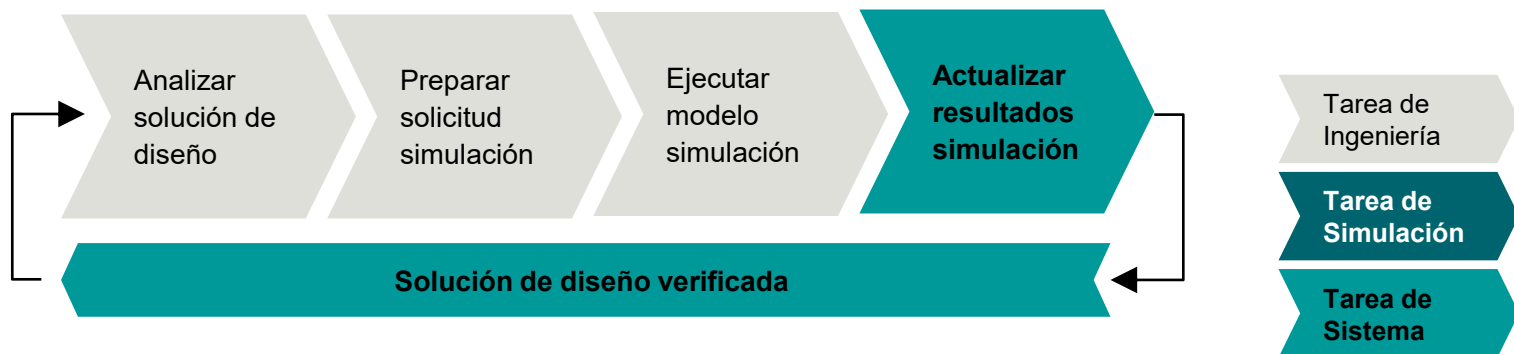 Analizar
solución de
diseño
Preparar
solicitud
simulación
Ejecutar
modelo
simulación
Actualizar
resultados
simulación
Solución de diseño verificada
Tarea de
Ingeniería
Tarea de
Simulación
Tarea de
Sistema